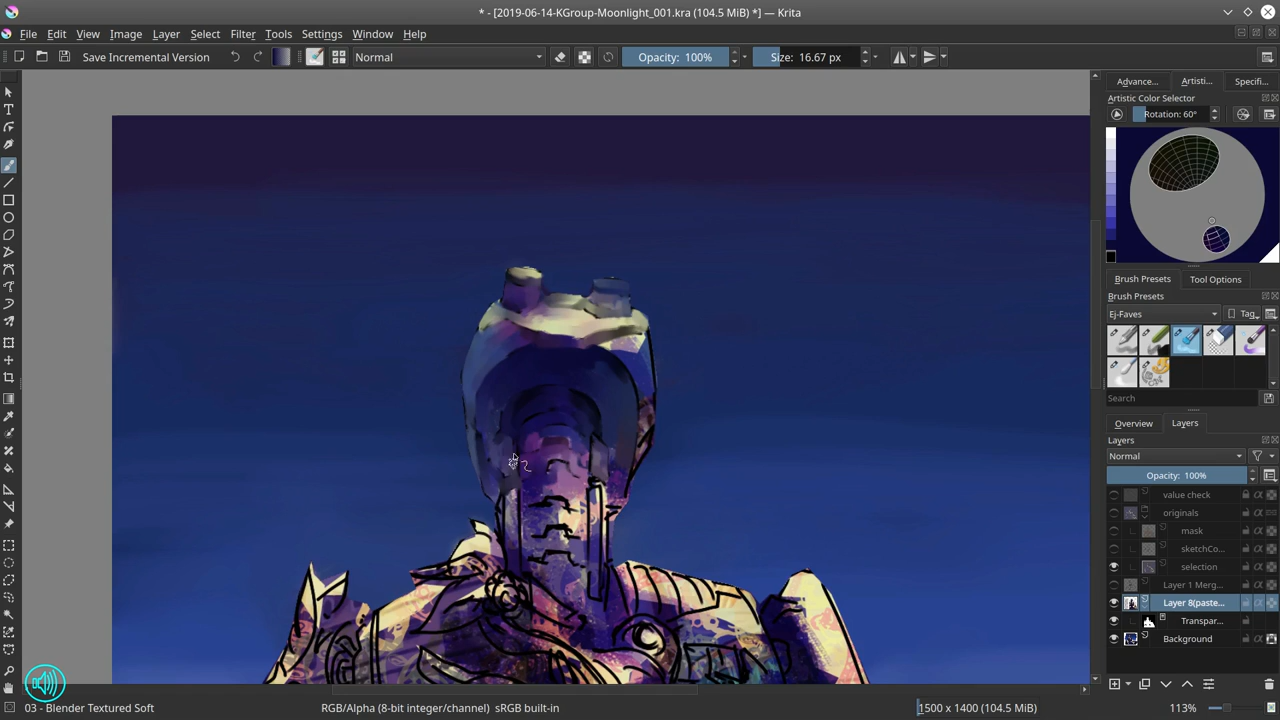 * - [2019-06-14-KGroup-Moonlight_001.kra (104.5 MiB) *] — Krita
File Edit View Image Layer Select Filter Tools Settings Window Help
Save Incremental Version Normal Opacity: 100% Size: 16.67 px
Advance... Artisti... Specifi...
Artistic Color Selector
Rotation: 60°
Brush Presets Tool Options
Brush Presets
Ej-Faves Tag
Search
Overview Layers
Layers
Normal
Opacity: 100%
value check
originals
mask
sketchCo...
selection
Layer 1 Merg...
Layer 8(paste...
Transpar...
Background
03 - Blender Textured Soft RGB/Alpha (8-bit integer/channel) sRGB built-in 1500 x 1400 (104.5 MiB) 113%